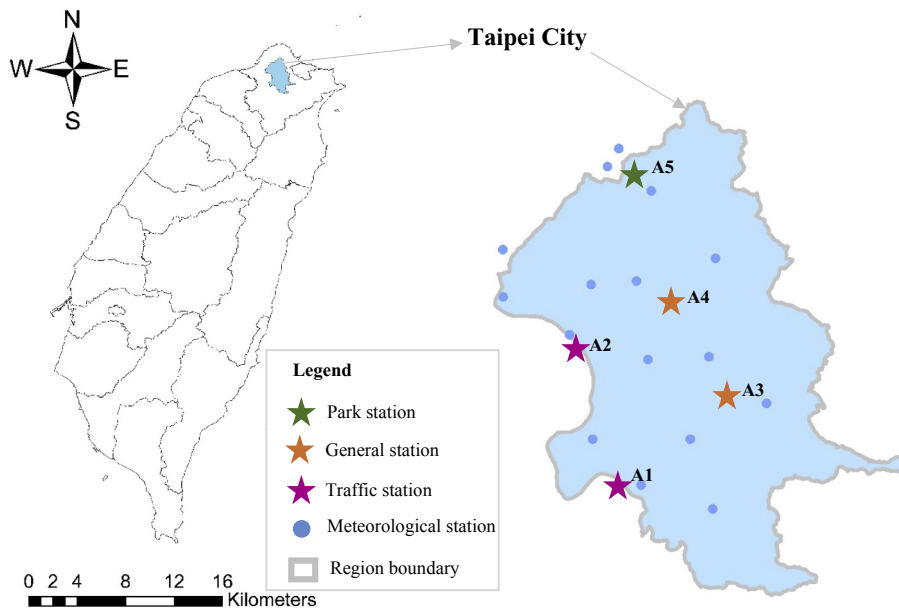 N
W E
S
Taipei City
A5
A4
A2
A3
A1
Legend
Park station
General station
Traffic station
Meteorological station
Region boundary
0 2 4 8 12 16
Kilometers